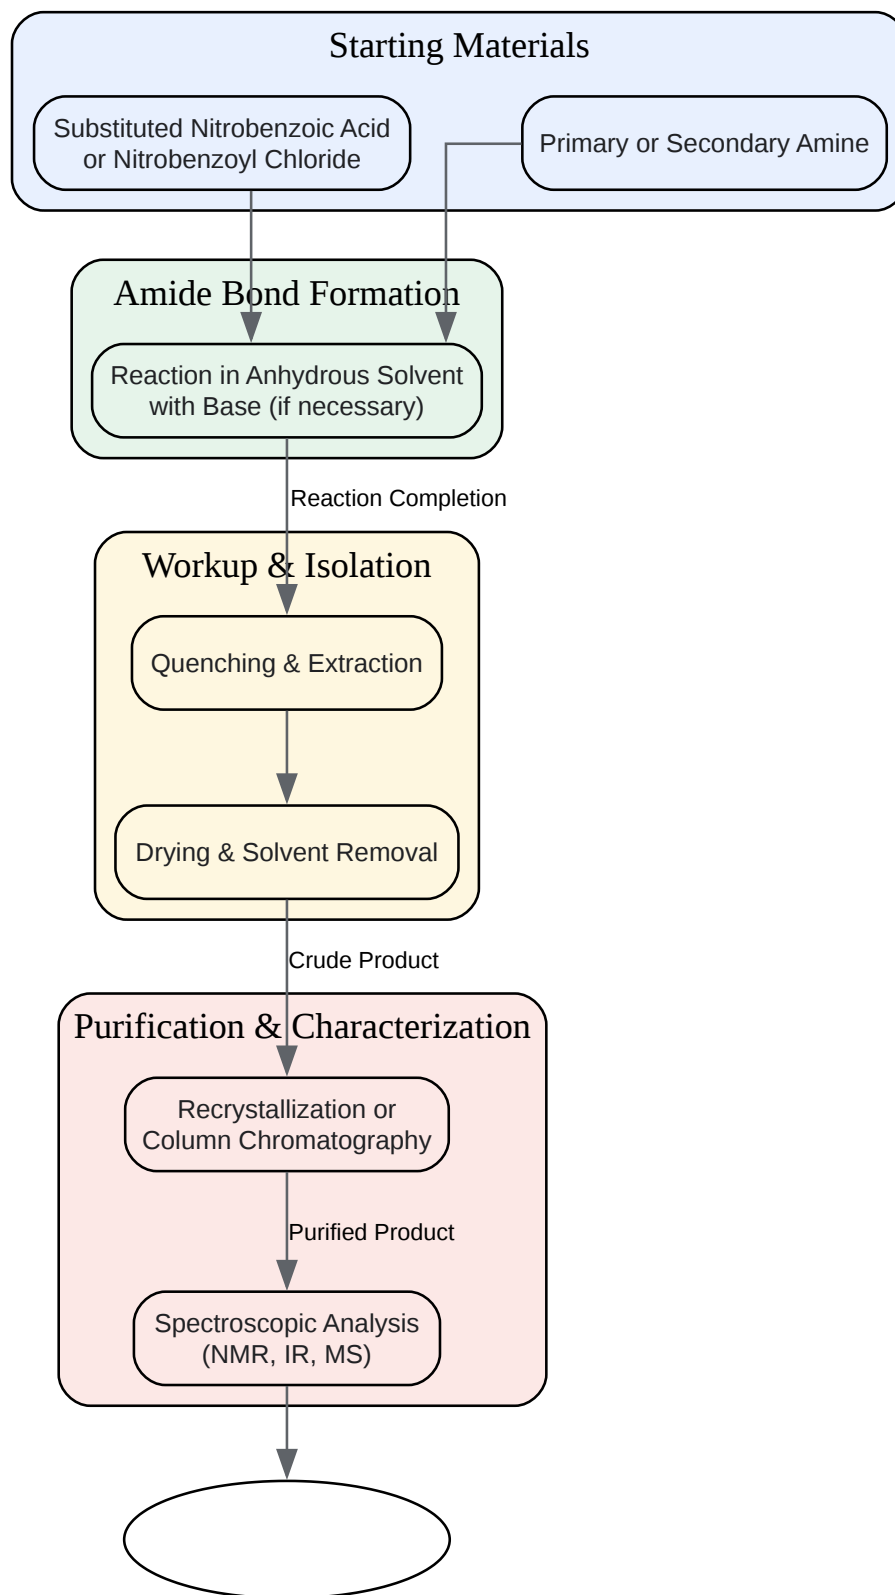 Starting Materials
Substituted Nitrobenzoic Acid
or Nitrobenzoyl Chloride
Primary or Secondary Amine
Amide Bond Formation
Reaction in Anhydrous Solvent
with Base (if necessary)
Reaction Completion
Workup & Isolation
Quenching & Extraction
Drying & Solvent Removal
Crude Product
Purification & Characterization
Recrystallization or
Column Chromatography
Purified Product
Spectroscopic Analysis
(NMR, IR, MS)